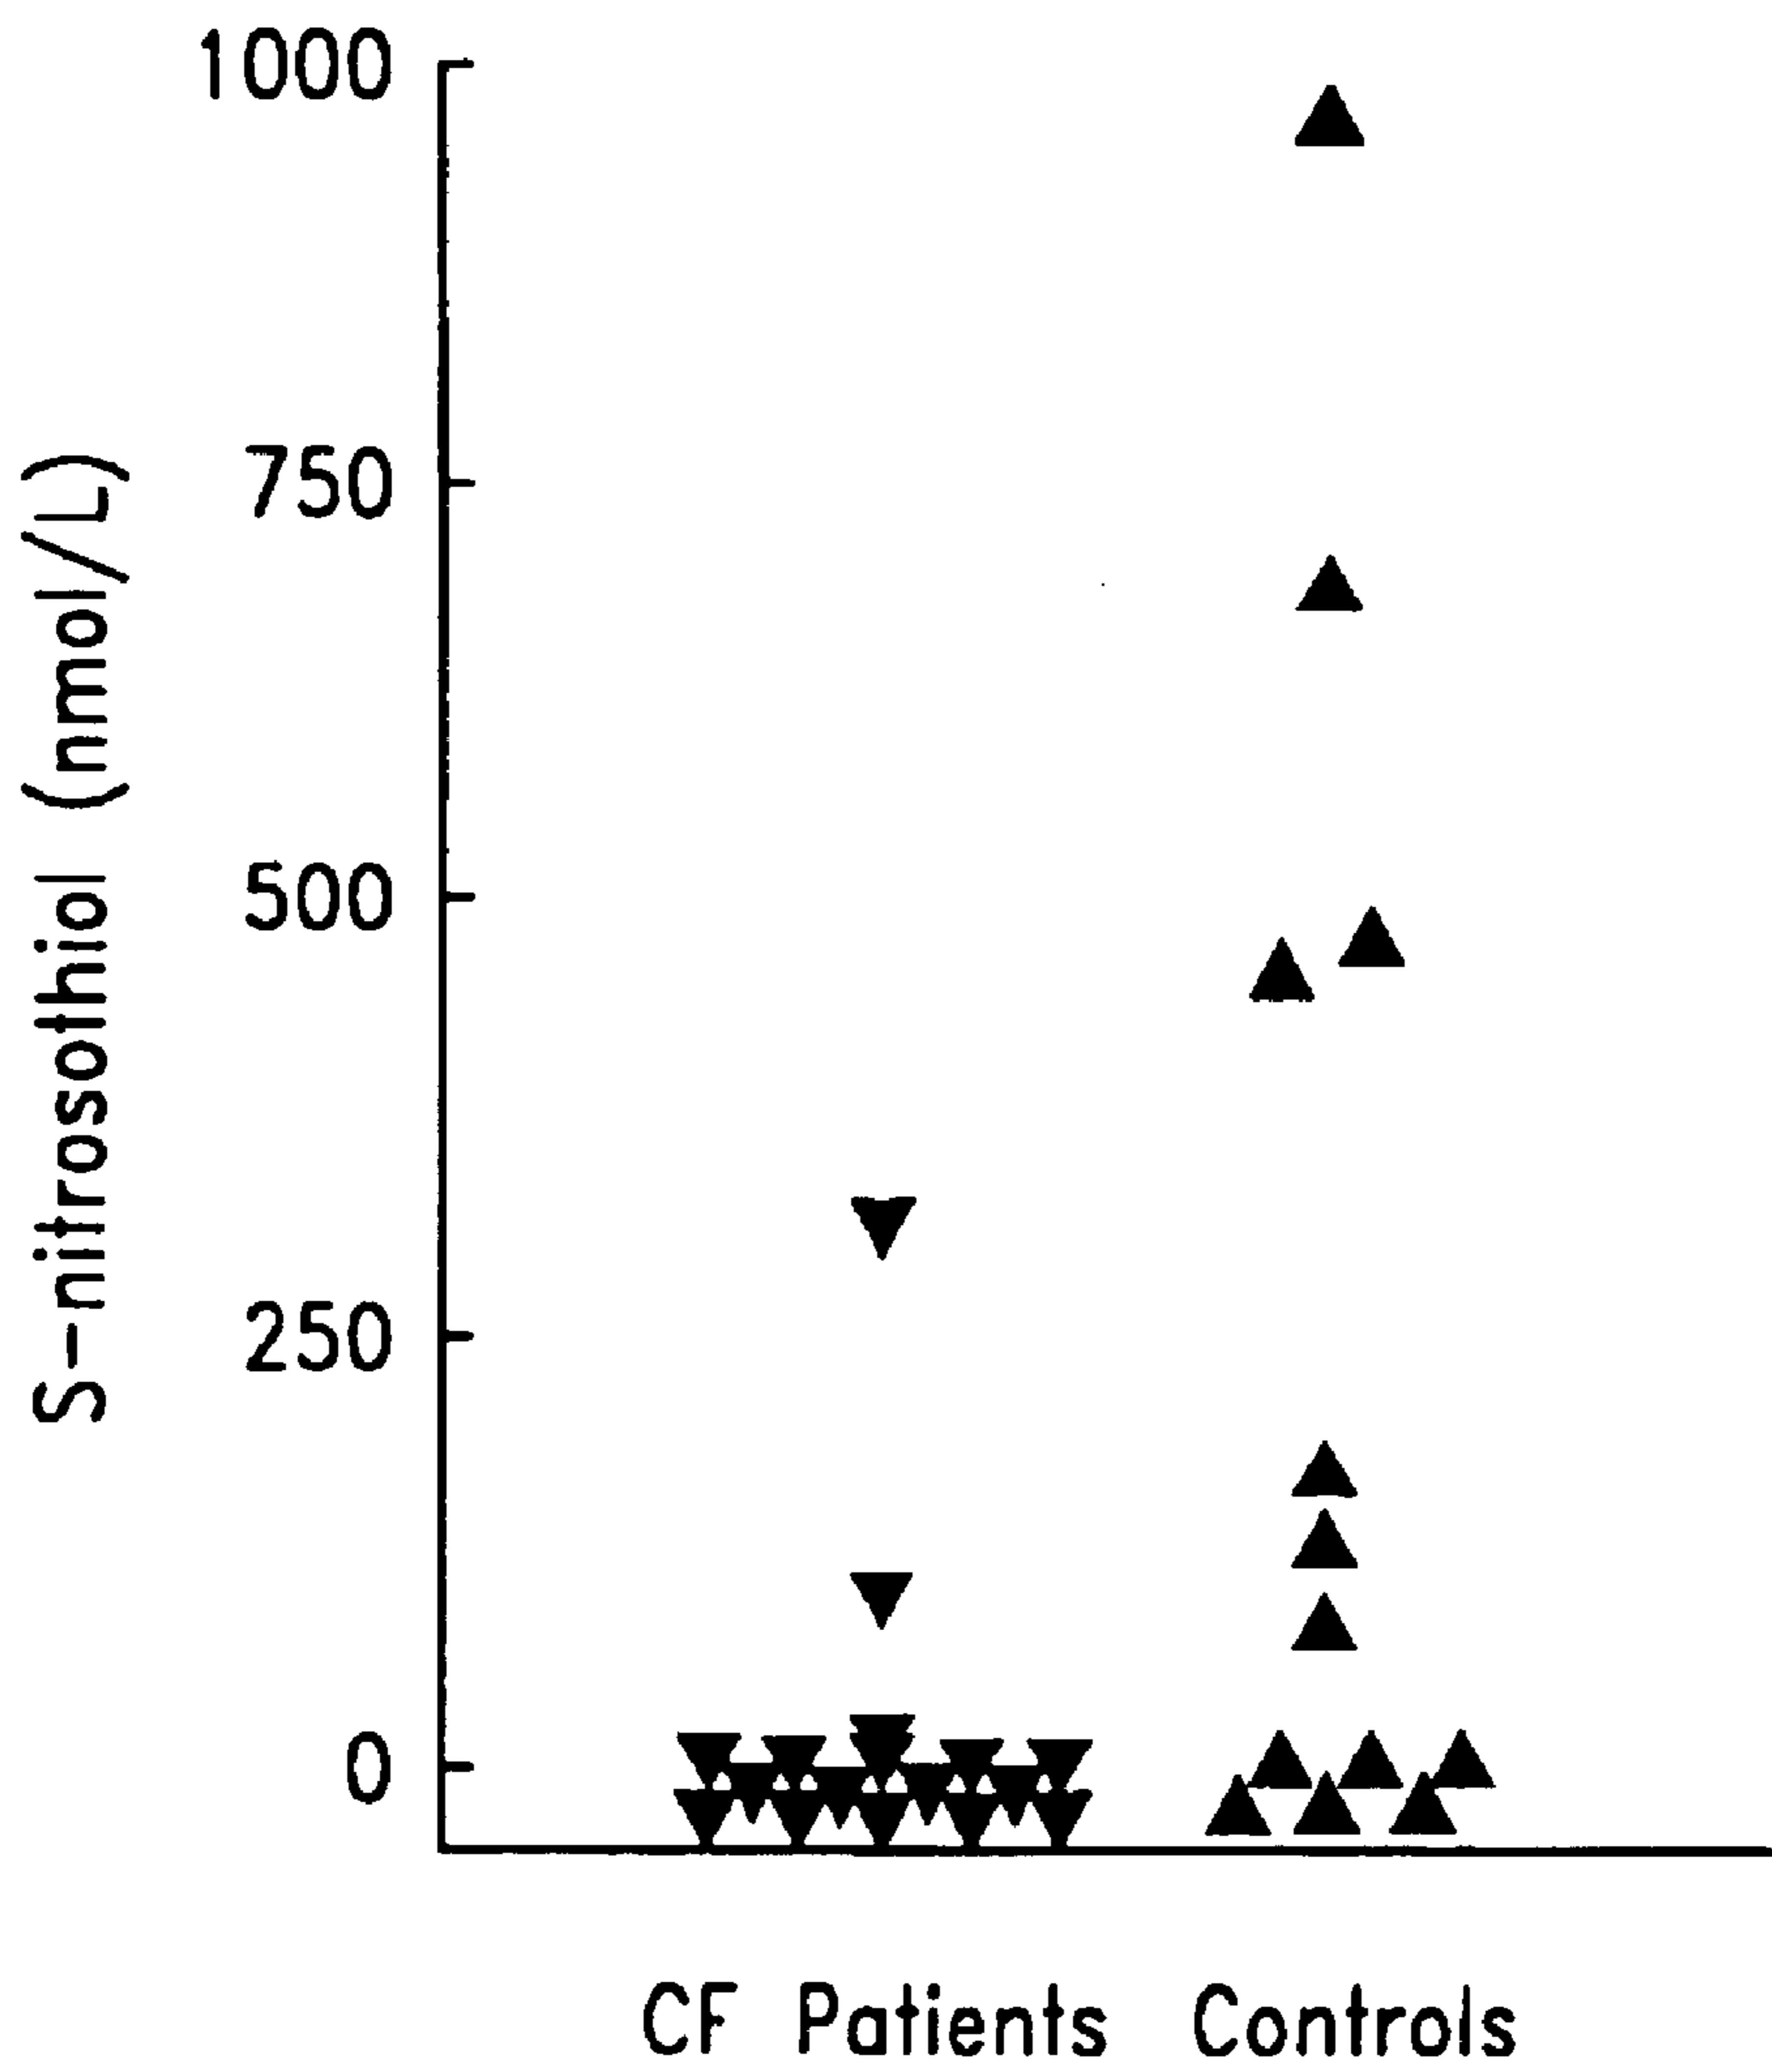 S-nitrosothiol (nmol/L)
1000
750
500
250
0
CF Patients Controls